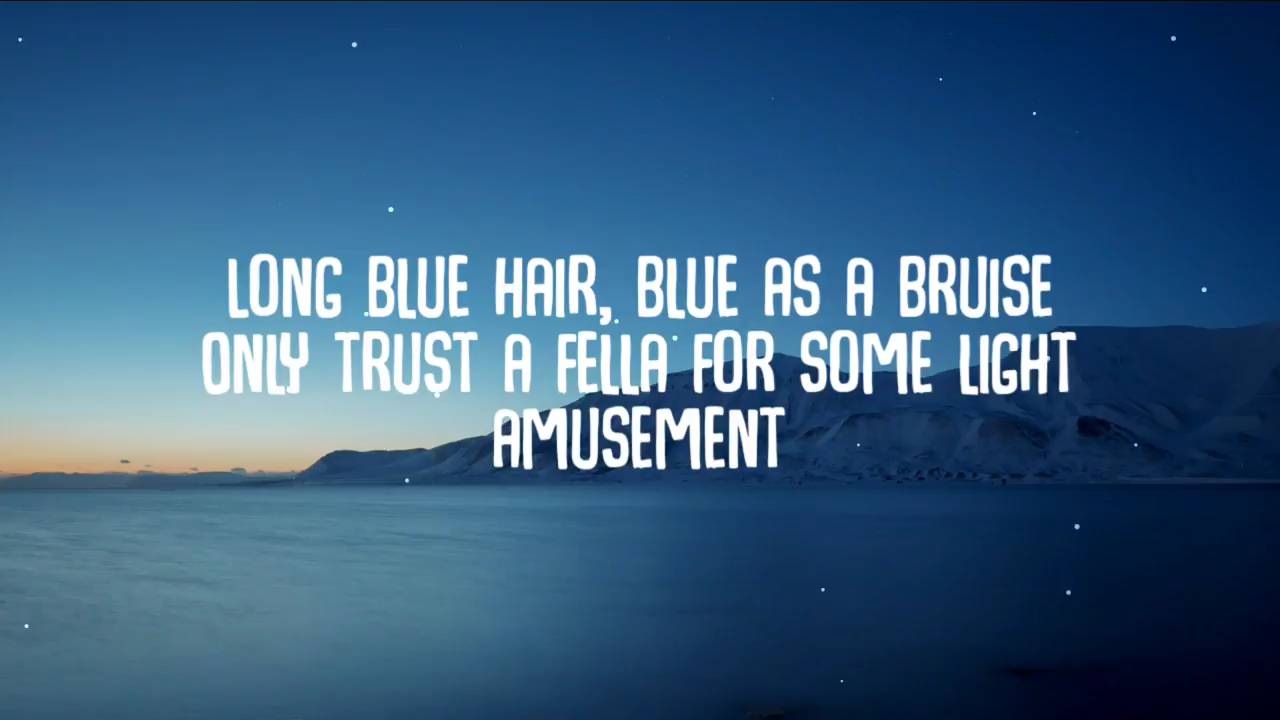 LONG BLUE HAIR, BLUE AS A BRUISE
ONLY TRUST A FELLA FOR SOME LIGHT
AMUSEMENT